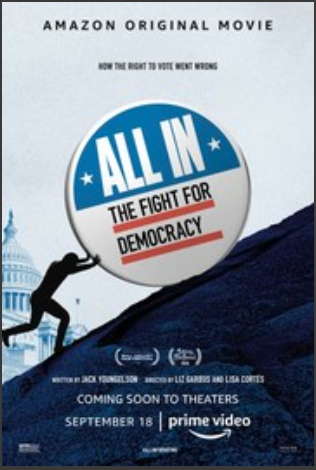 AMAZON ORIGINAL MOVIE
HOW THE RIGHT TO VOTE WENT WRONG
ALL IN
THE FIGHT FOR
DEMOCRACY
WRITTEN BY JACK YOUNGELSON DIRECTED BY LIZ GARBUS AND LISA CORTÉS
COMING SOON TO THEATERS
SEPTEMBER 18 | prime video